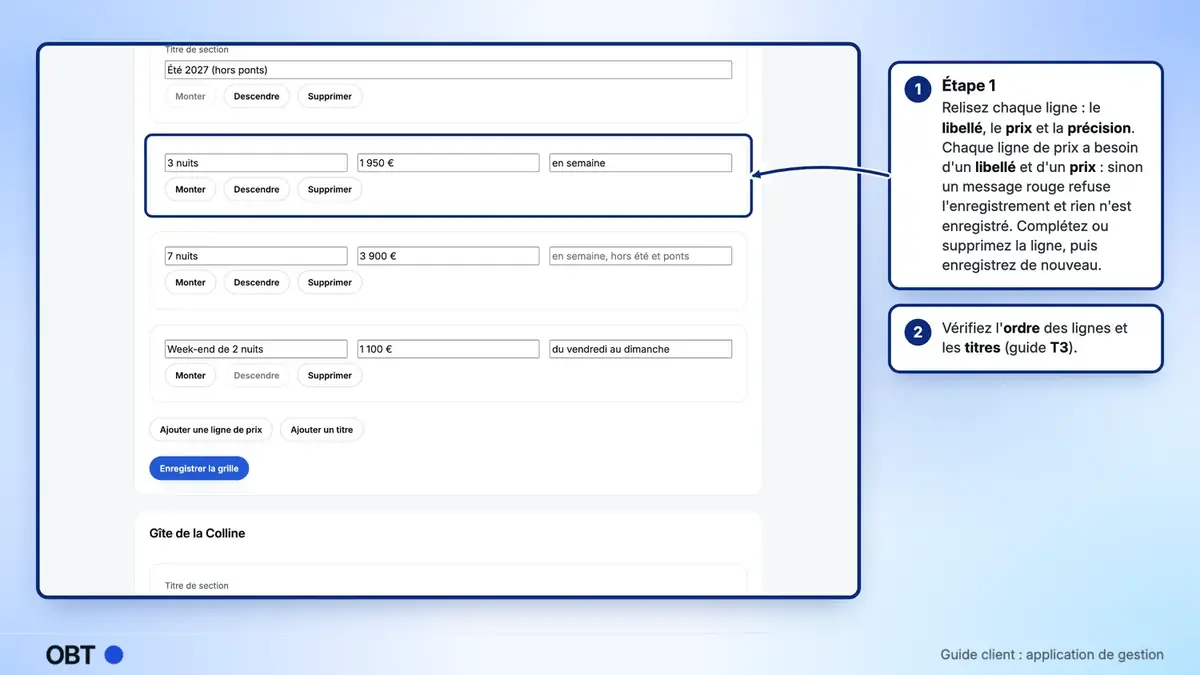 Titre de section
Été 2027 (hors ponts)
Monter Descendre Supprimer
3 nuits 1 950 € en semaine
Monter Descendre Supprimer
7 nuits 3 900 € en semaine, hors été et ponts
Monter Descendre Supprimer
Week-end de 2 nuits 1 100 € du vendredi au dimanche
Monter Descendre Supprimer
Ajouter une ligne de prix Ajouter un titre
Enregistrer la grille
Gîte de la Colline
Titre de section
1 Étape 1
Relisez chaque ligne : le
libellé, le prix et la précision.
Chaque ligne de prix a besoin
d'un libellé et d'un prix : sinon
un message rouge refuse
l'enregistrement et rien n'est
enregistré. Complétez ou
supprimez la ligne, puis
enregistrez de nouveau.
2 Vérifiez l'ordre des lignes et
les titres (guide T3).
OBT
Guide client : application de gestion